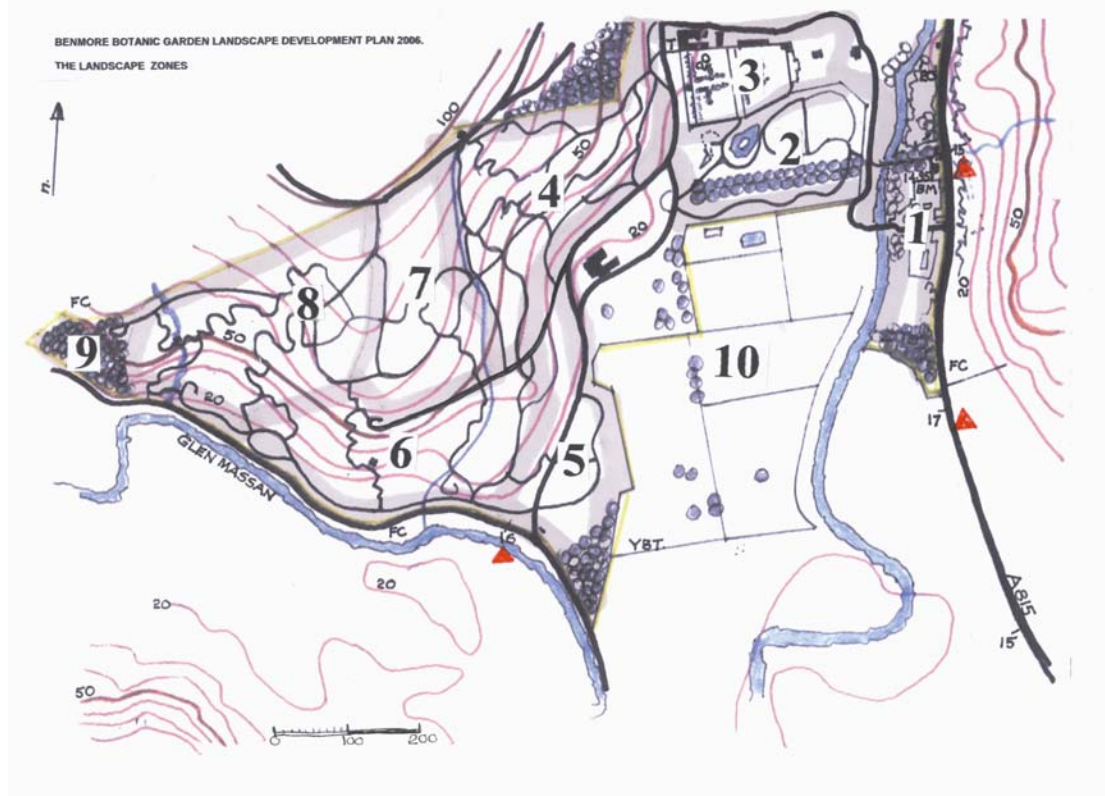 BENMORE BOTANIC GARDEN LANDSCAPE DEVELOPMENT PLAN 2006.
THE LANDSCAPE ZONES
n.
100
50
4
T
3
2
20
15
BM
1
50
20
FC
17
7
8
FC
9
50
20
6
5
10
GLEN MASSAN
FC
16
YBT.
A815
15
20
20
50
0 100 200